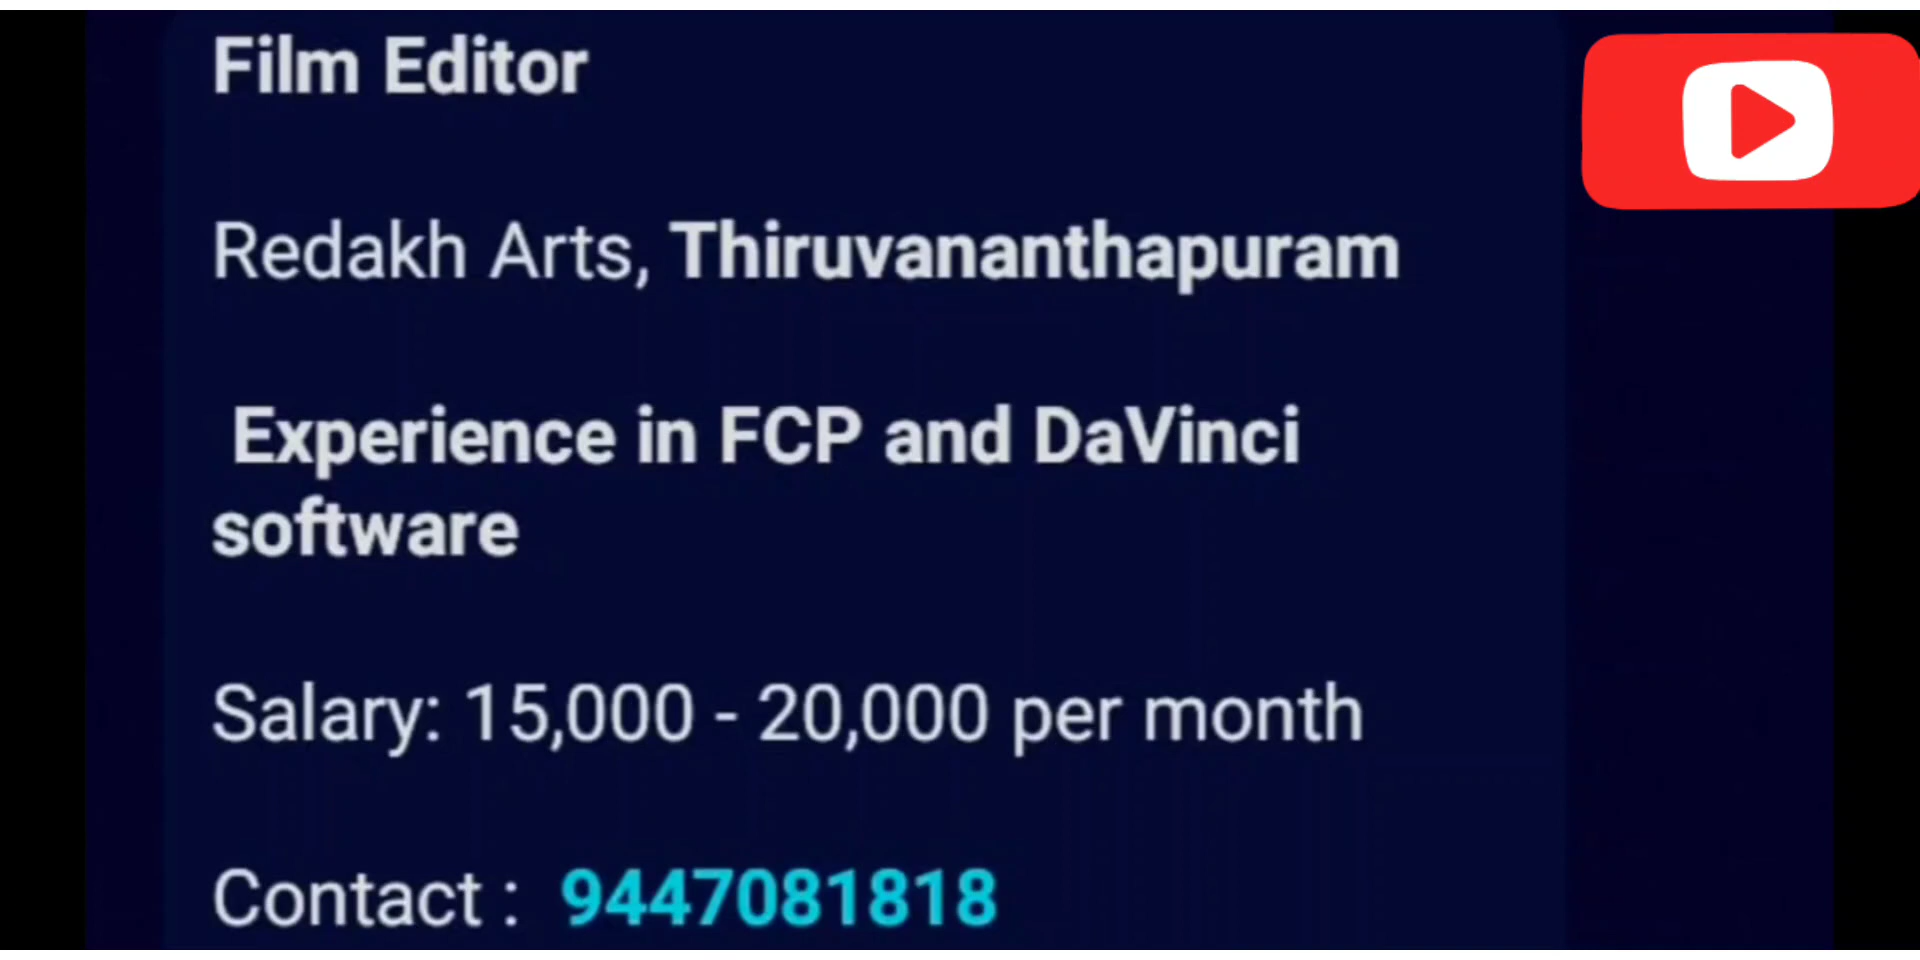 Film Editor
Redakh Arts, Thiruvananthapuram
Experience in FCP and DaVinci
software
Salary: 15,000 - 20,000 per month
Contact : 9447081818